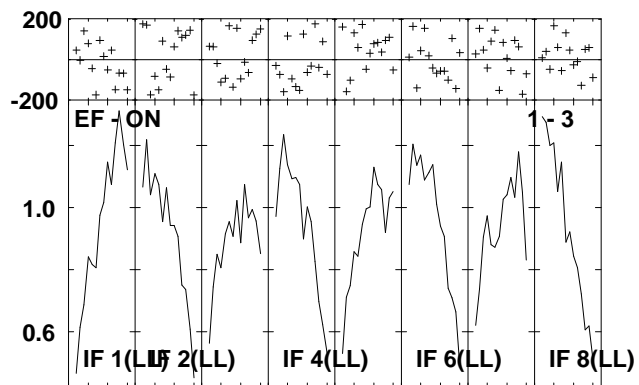 200
-200
EF - ON 1 - 3
1.0
0.6
IF 1(LL) IF 2(LL) IF 4(LL) IF 6(LL) IF 8(LL)